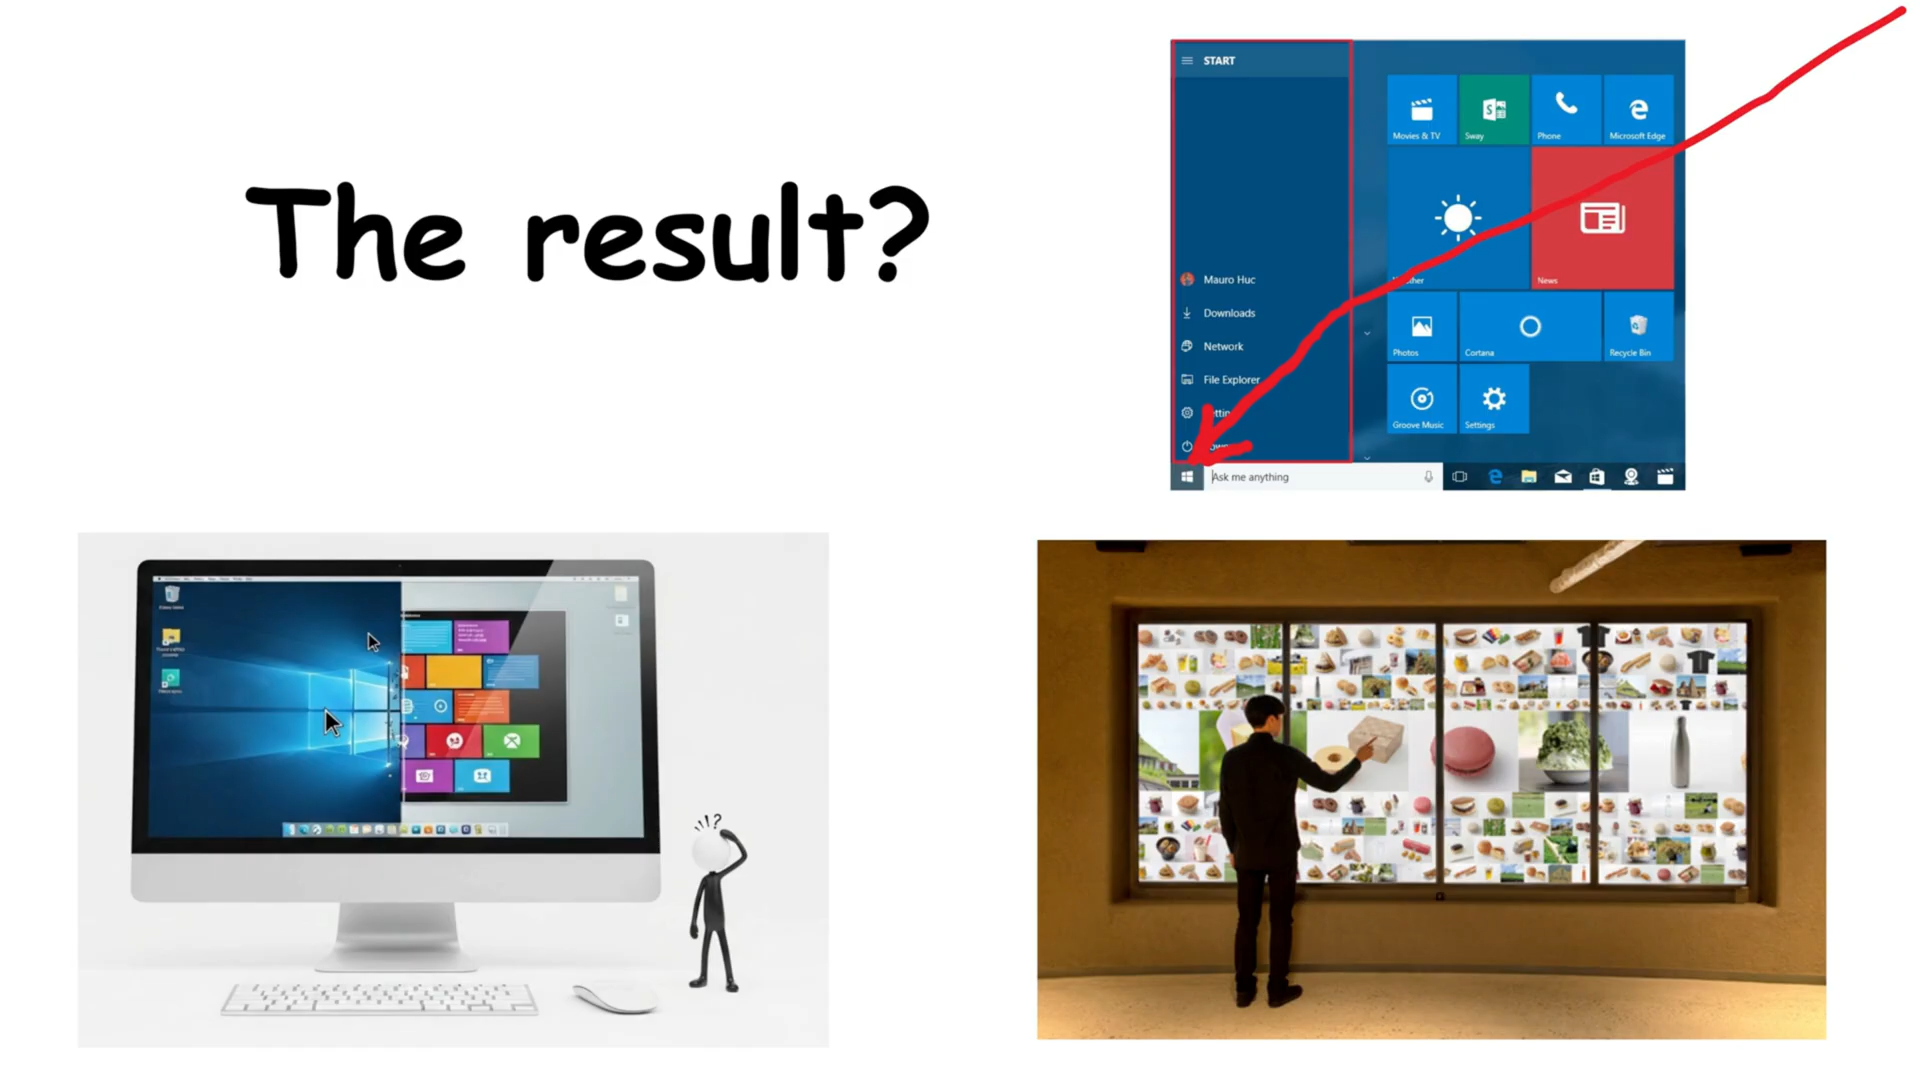 The result?
START
Movies & TV
Sway
Phone
Microsoft Edge
News
Mauro Huc
Downloads
Network
File Explorer
Photos
Cortana
Recycle Bin
Groove Music
Settings
Ask me anything
!!?